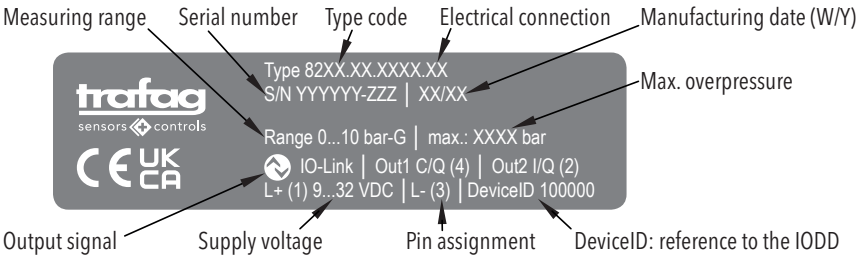 Measuring range Serial number Type code Electrical connection Manufacturing date (W/Y)
Type 82XX.XX.XXXX.XX
trafag S/N YYYYYY-ZZZ | XX/XX
Max. overpressure
sensors controls
Range 0...10 bar-G | max.: XXXX bar
CE UK CA IO-Link | Out1 C/Q (4) | Out2 I/Q (2)
L+ (1) 9...32 VDC | L- (3) | DeviceID 100000
Output signal Supply voltage Pin assignment DeviceID: reference to the IODD